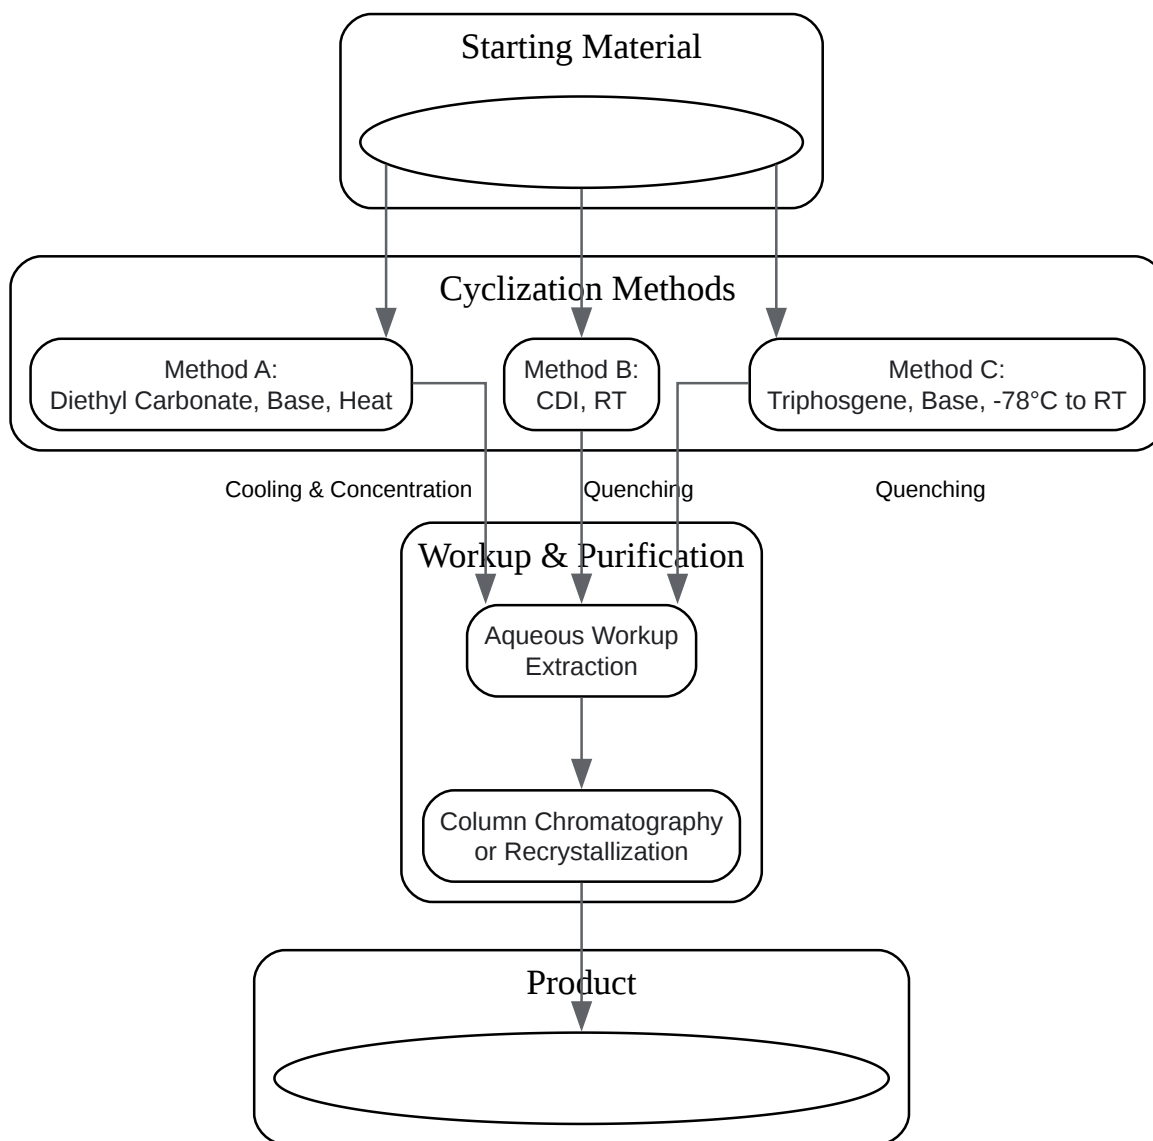 Starting Material
Cyclization Methods
Method A:
Diethyl Carbonate, Base, Heat
Method B:
CDI, RT
Method C:
Triphosgene, Base, -78°C to RT
Cooling & Concentration
Quenching
Quenching
Workup & Purification
Aqueous Workup
Extraction
Column Chromatography
or Recrystallization
Product